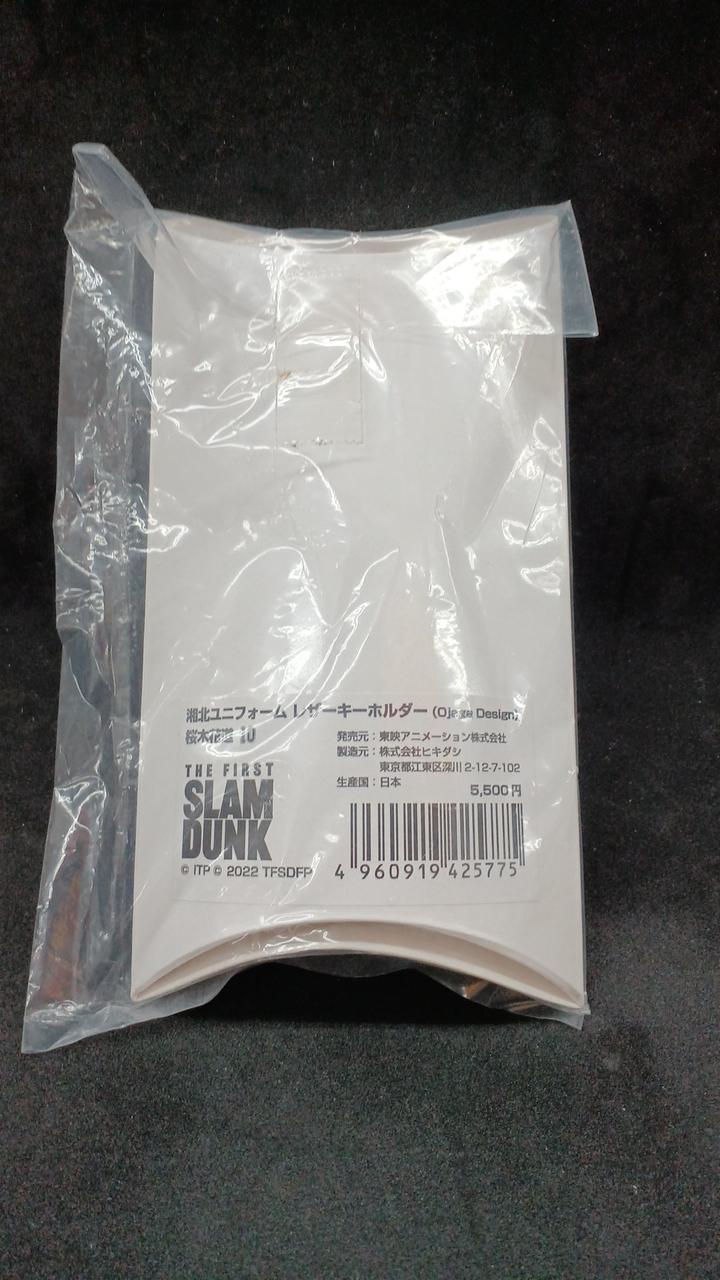 湘北ユニフォーム レザーキーホルダー (Ojaga Design)
桜木花道 10
発売元：東映アニメーション株式会社
製造元：株式会社ヒキダシ
東京都江東区深川 2-12-7-102
生産国：日本
5,500円
THE FIRST
SLAM
DUNK
© ITP © 2022 TFSDFP
4 960919 425775